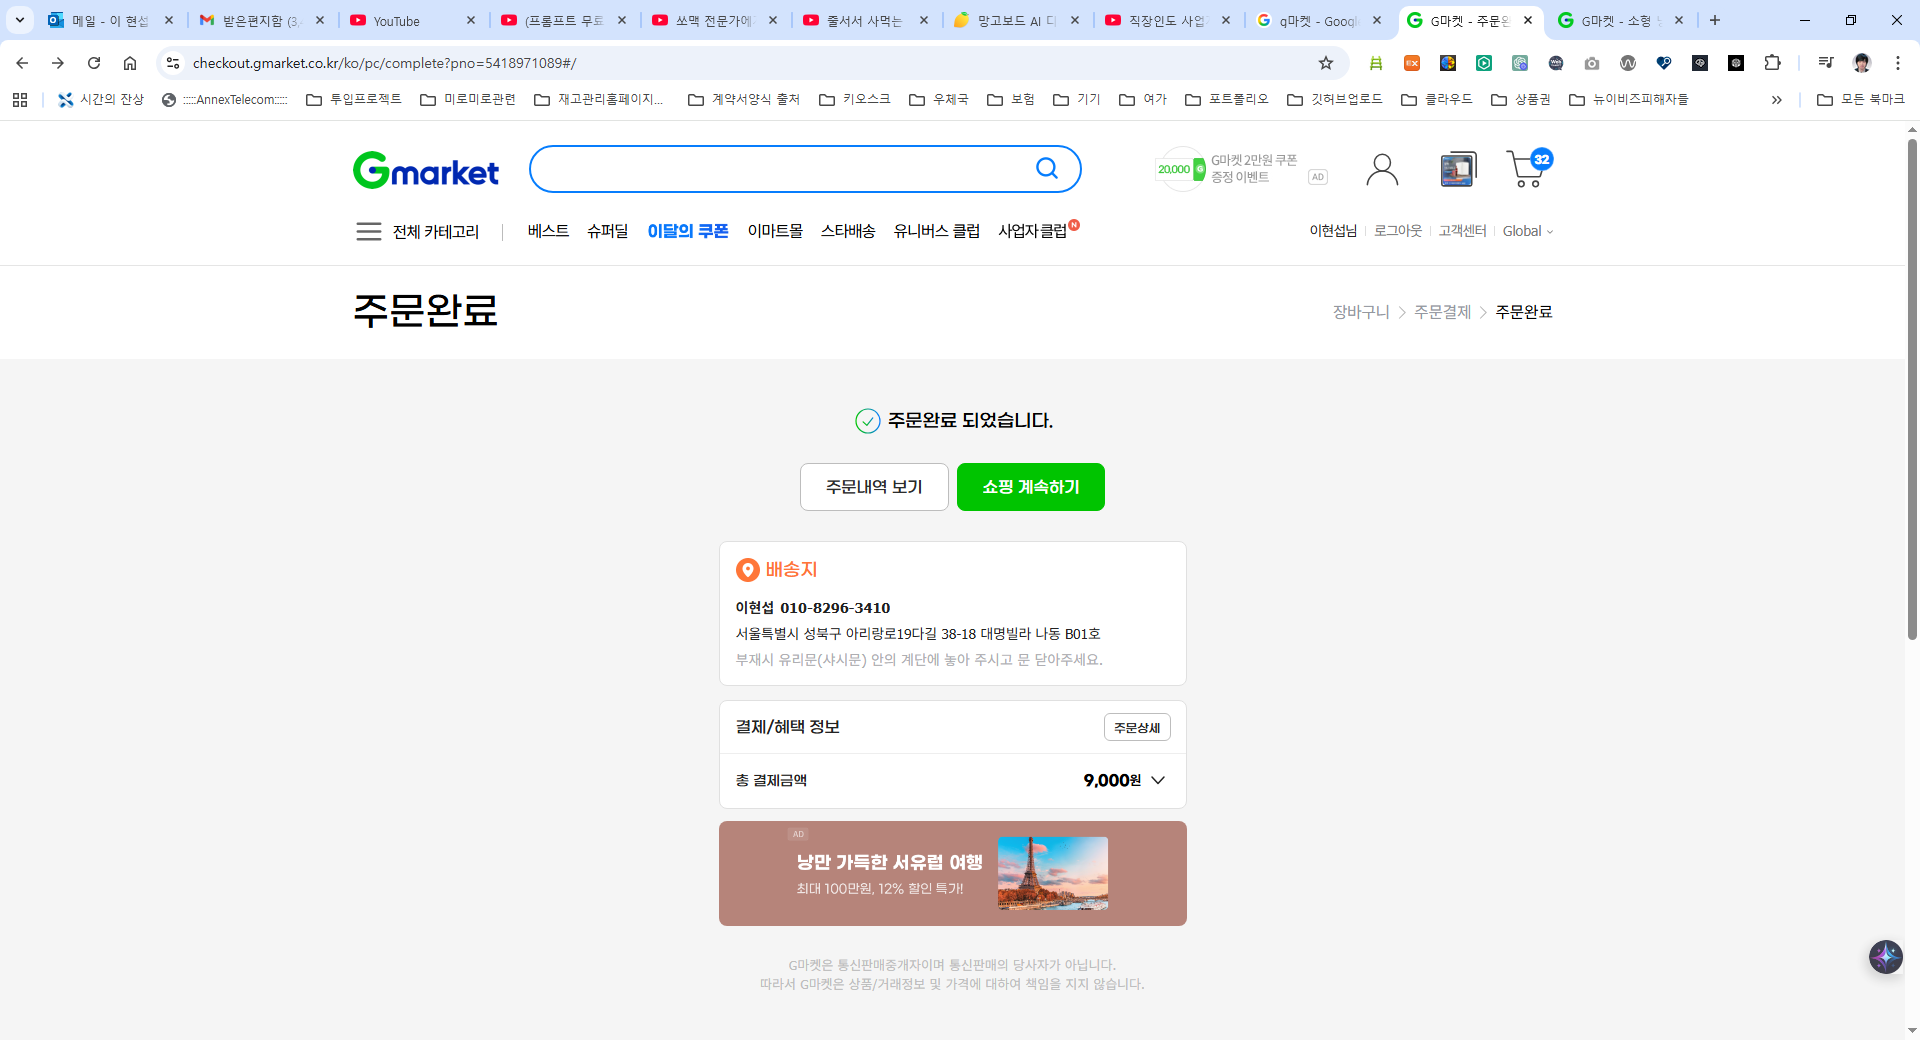 메일 - 이 현섭
받은편지함 (3,
YouTube
(프롬프트 무료
쏘맥 전문가에
줄서서 사먹는
망고보드 AI 디
직장인도 사업
q마켓 - Googl
G마켓 - 주문완
G마켓 - 소형
checkout.gmarket.co.kr/ko/pc/complete?pno=5418971089#/
시간의 잔상
:::::AnnexTelecom:::::
투입프로젝트
미로미로관련
재고관리홈페이지...
계약서양식 출처
키오스크
우체국
보험
기기
여가
포트폴리오
깃허브업로드
클라우드
상품권
뉴이비즈피해자들
»
모든 북마크
Gmarket
20,000
G마켓 2만원 쿠폰
증정 이벤트
AD
32
전체 카테고리
베스트
슈퍼딜
이달의 쿠폰
이마트몰
스타배송
유니버스 클럽
사업자클럽
N
이현섭님
로그아웃
고객센터
Global
주문완료
장바구니 > 주문결제 > 주문완료
주문완료 되었습니다.
주문내역 보기
쇼핑 계속하기
배송지
이현섭 010-8296-3410
서울특별시 성북구 아리랑로19다길 38-18 대명빌라 나동 B01호
부재시 유리문(샤시문) 안의 계단에 놓아 주시고 문 닫아주세요.
결제/혜택 정보
주문상세
총 결제금액
9,000원
AD
낭만 가득한 서유럽 여행
최대 100만원, 12% 할인 특가!
G마켓은 통신판매중개자이며 통신판매의 당사자가 아닙니다.
따라서 G마켓은 상품/거래정보 및 가격에 대하여 책임을 지지 않습니다.